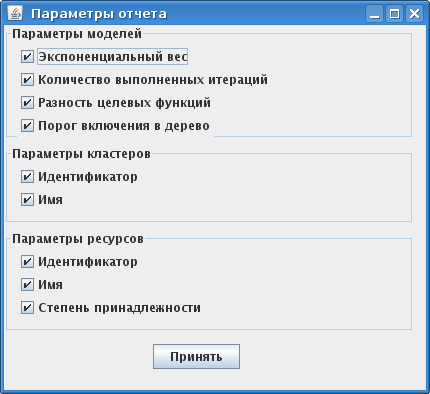 Параметры отчета
Параметры моделей
Экспоненциальный вес
Количество выполненных итераций
Разность целевых функций
Порог включения в дерево
Параметры кластеров
Идентификатор
Имя
Параметры ресурсов
Идентификатор
Имя
Степень принадлежности
Принять